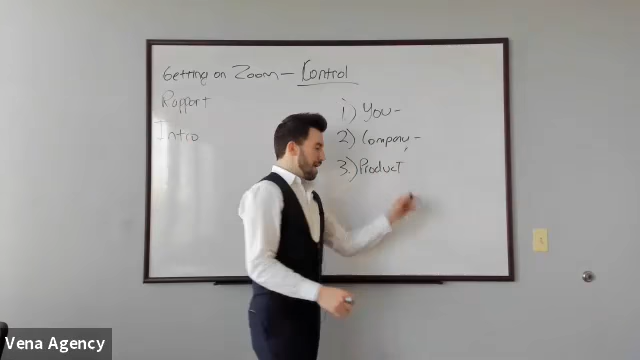 Getting on Zoom - Control
Rapport
Intro
1) You -
2) Company -
3.) Product
Vena Agency